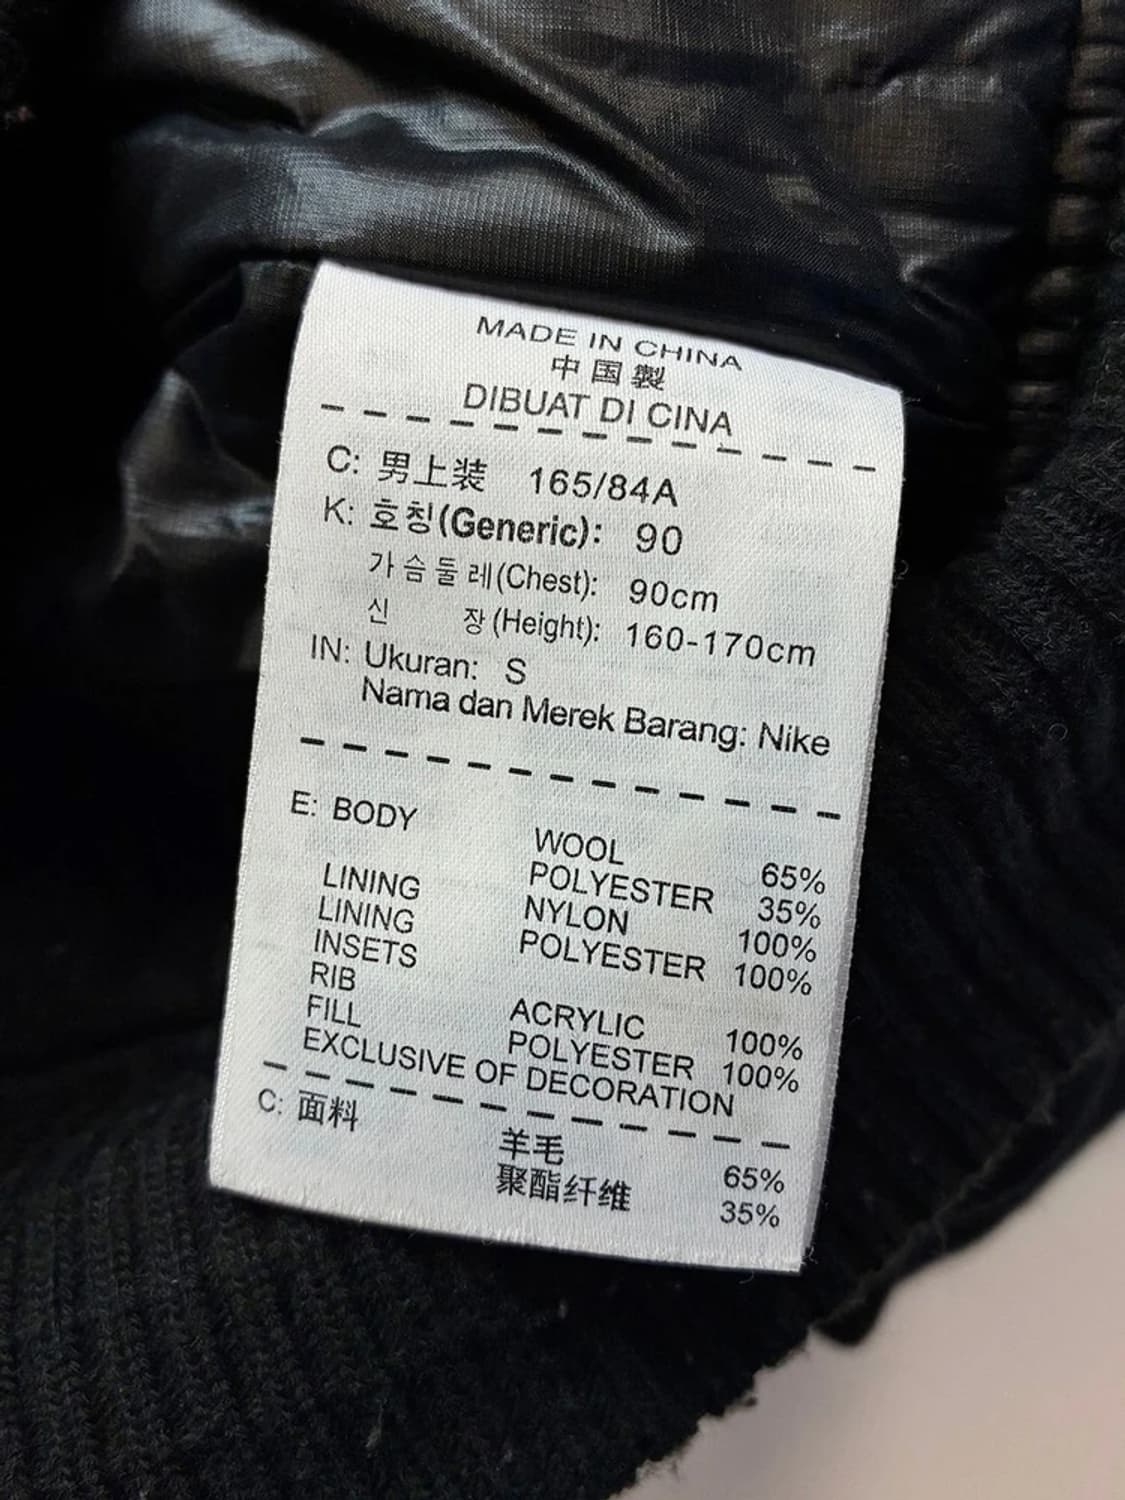 MADE IN CHINA
中国製
DIBUAT DI CINA
C: 男上装 165/84A
K: 호칭(Generic): 90
가슴둘레(Chest): 90cm
신 장(Height): 160-170cm
IN: Ukuran: S
Nama dan Merek Barang: Nike
E: BODY WOOL 65%
POLYESTER 35%
LINING NYLON 100%
LINING POLYESTER 100%
INSETS
RIB ACRYLIC 100%
FILL POLYESTER 100%
EXCLUSIVE OF DECORATION
C: 面料 羊毛 65%
聚酯纤维 35%